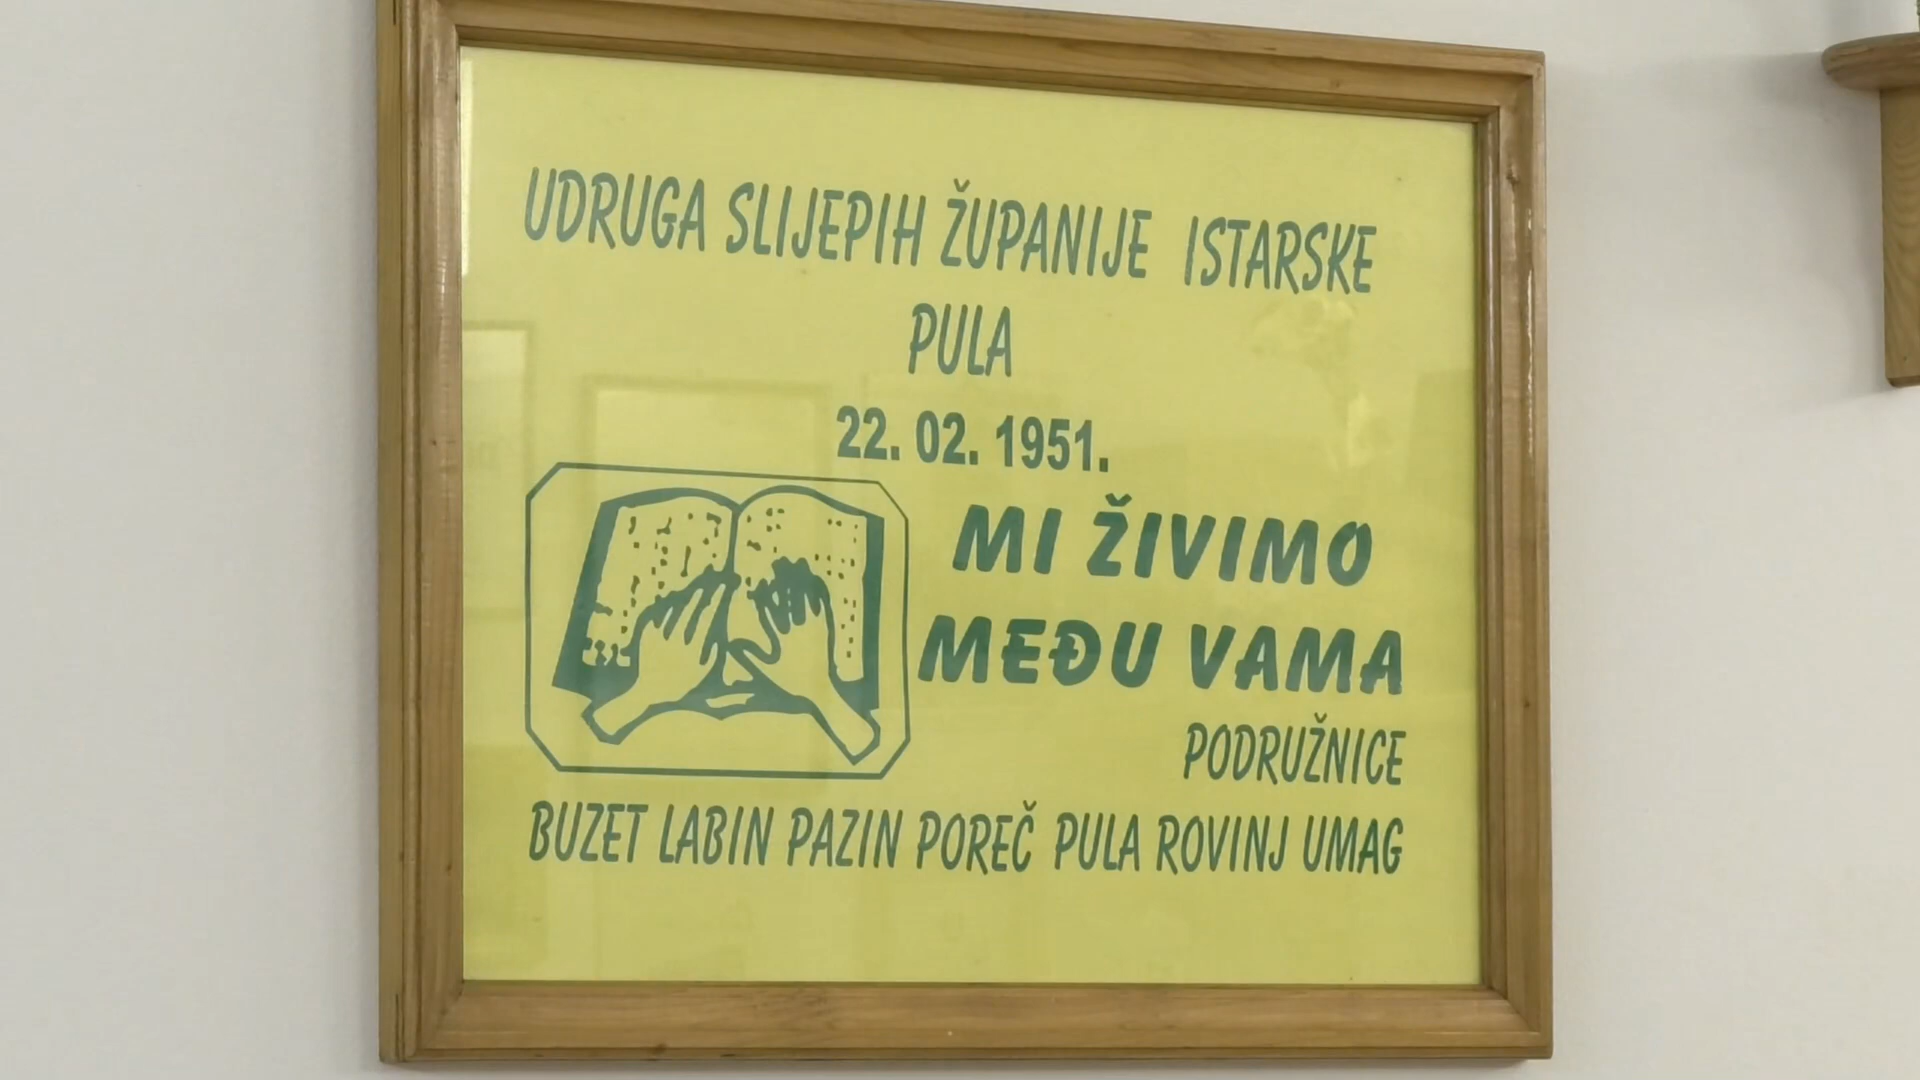 UDRUGA SLIJEPIH ŽUPANIJE ISTARSKE
PULA
22. 02. 1951.
MI ŽIVIMO
MEĐU VAMA
PODRUŽNICE
BUZET LABIN PAZIN POREČ PULA ROVINJ UMAG